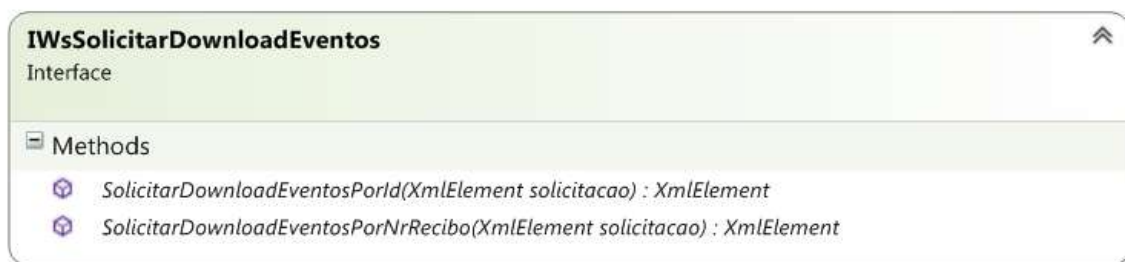 IWsSolicitarDownloadEventos
Interface
Methods
SolicitarDownloadEventosPorId(XmlElement solicitacao) : XmlElement
SolicitarDownloadEventosPorNrRecibo(XmlElement solicitacao) : XmlElement